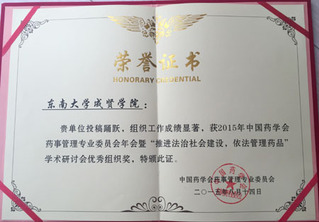 荣誉证书
HONORARY CREDENTIAL
东南大学成贤学院：
贵单位投稿踊跃，组织工作成绩显著，获2015年中国药学会
药事管理专业委员会年会暨“推进法治社会建设，依法管理药品”
学术研讨会优秀组织奖，特颁此证。
中国药学会药事管理专业委员会
二〇一五年八月十四日